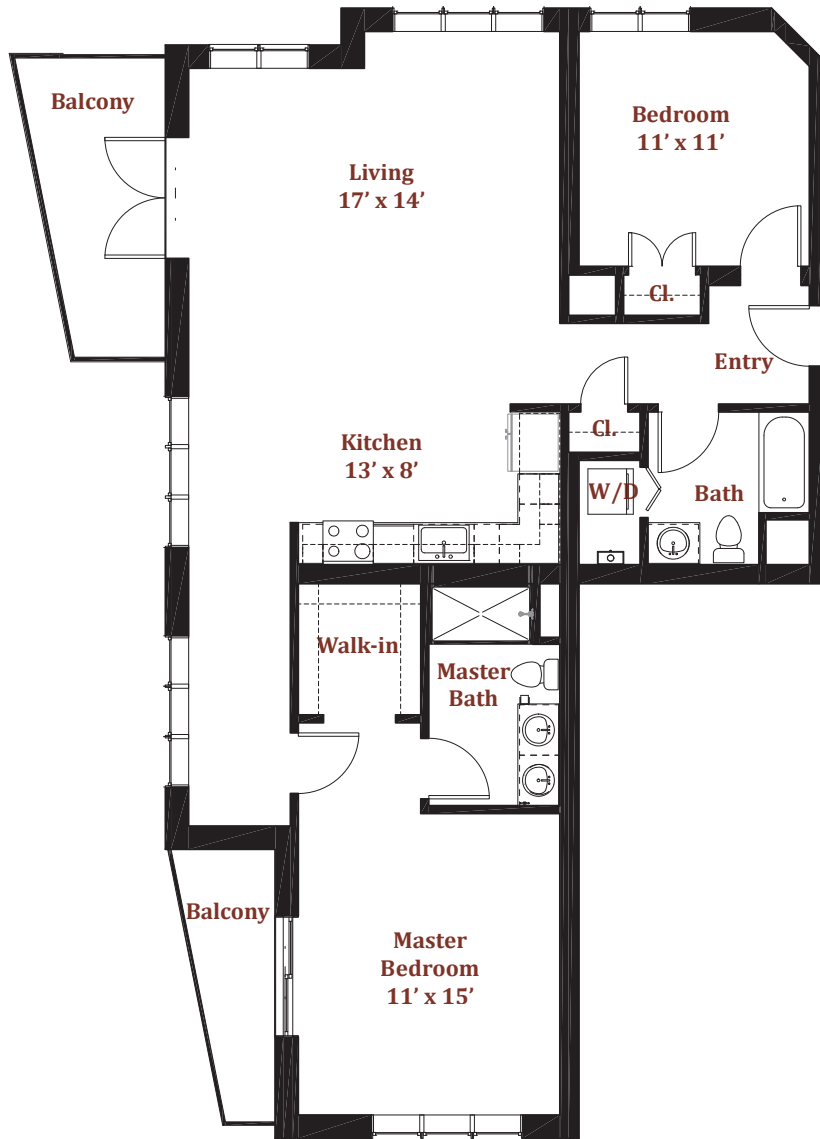 Balcony
Bedroom
11’ x 11’
Living
17’ x 14’
Cl.
Entry
Kitchen
13’ x 8’
Cl.
W/D
Bath
Walk-in
Master
Bath
Balcony
Master
Bedroom
11’ x 15’